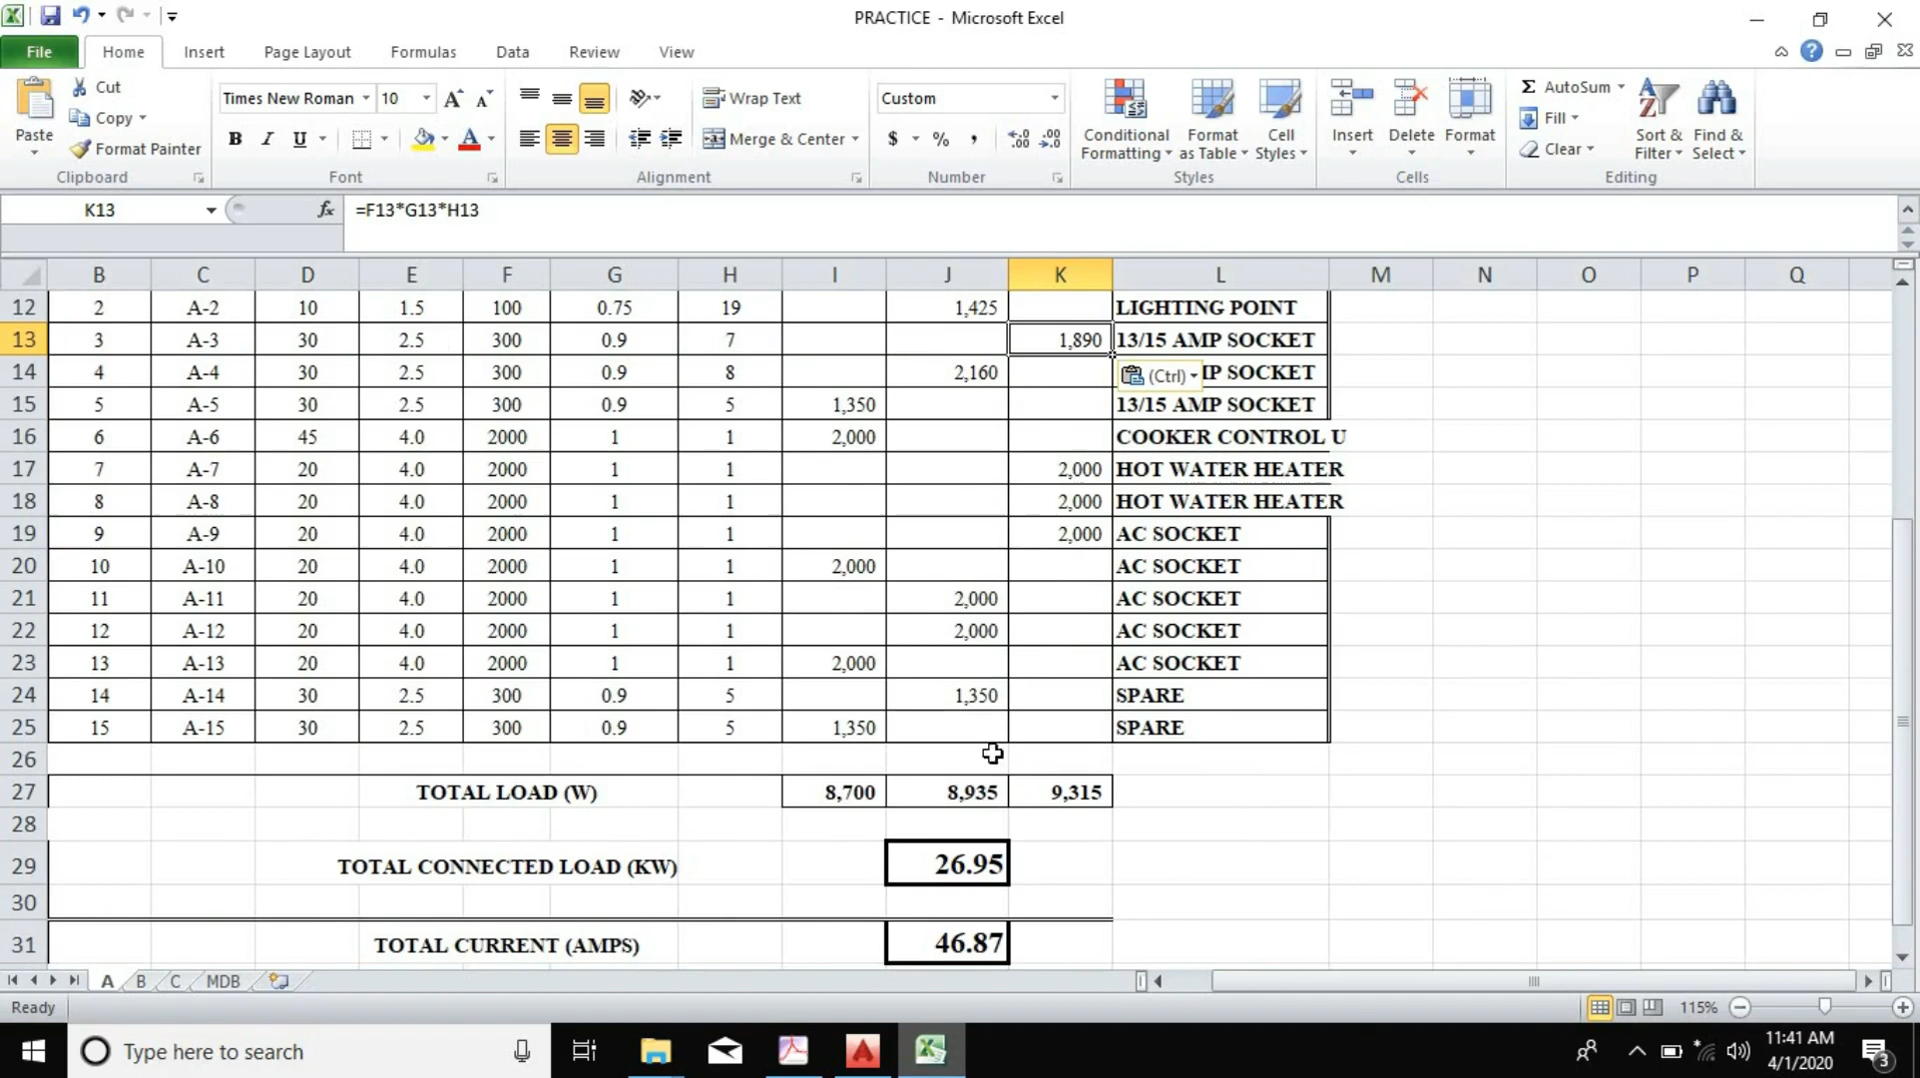 PRACTICE - Microsoft Excel
File Home Insert Page Layout Formulas Data Review View
Paste Cut Copy Format Painter
Times New Roman 10 B I U
Wrap Text Merge & Center
Custom $ % ,
Conditional Formatting Format as Table Cell Styles
Insert Delete Format
Σ AutoSum Fill Clear Sort & Filter Find & Select
Clipboard Font Alignment Number Styles Cells Editing
K13 fx =F13*G13*H13
B C D E F G H I J K L M N O P Q
12 2 A-2 10 1.5 100 0.75 19 1,425 LIGHTING POINT
13 3 A-3 30 2.5 300 0.9 7 1,890 13/15 AMP SOCKET
14 4 A-4 30 2.5 300 0.9 8 2,160 (Ctrl) MP SOCKET
15 5 A-5 30 2.5 300 0.9 5 1,350 13/15 AMP SOCKET
16 6 A-6 45 4.0 2000 1 1 2,000 COOKER CONTROL U
17 7 A-7 20 4.0 2000 1 1 2,000 HOT WATER HEATER
18 8 A-8 20 4.0 2000 1 1 2,000 HOT WATER HEATER
19 9 A-9 20 4.0 2000 1 1 2,000 AC SOCKET
20 10 A-10 20 4.0 2000 1 1 2,000 AC SOCKET
21 11 A-11 20 4.0 2000 1 1 2,000 AC SOCKET
22 12 A-12 20 4.0 2000 1 1 2,000 AC SOCKET
23 13 A-13 20 4.0 2000 1 1 2,000 AC SOCKET
24 14 A-14 30 2.5 300 0.9 5 1,350 SPARE
25 15 A-15 30 2.5 300 0.9 5 1,350 SPARE
26
27 TOTAL LOAD (W) 8,700 8,935 9,315
28
29 TOTAL CONNECTED LOAD (KW) 26.95
30
31 TOTAL CURRENT (AMPS) 46.87
A B C MDB
Ready 115%
Type here to search 11:41 AM
4/1/2020 3